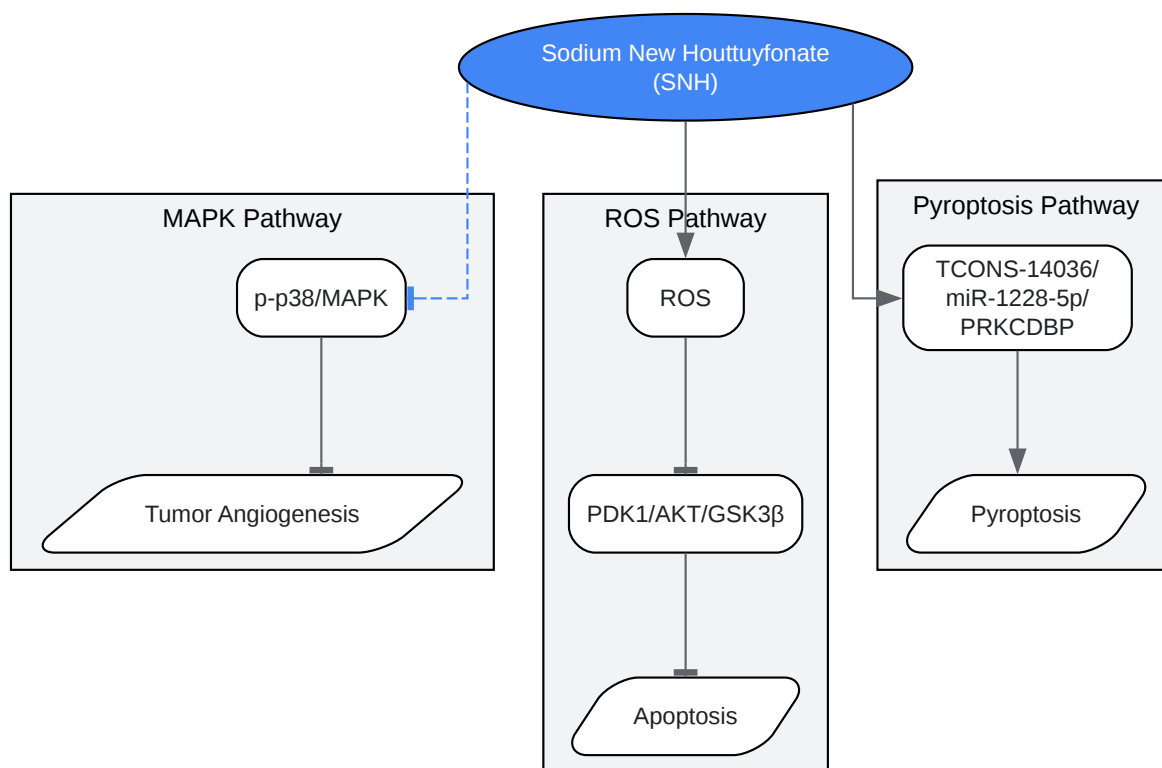 Sodium New Houttuyfonate
(SNH)
MAPK Pathway
p-p38/MAPK
Tumor Angiogenesis
ROS Pathway
ROS
PDK1/AKT/GSK3β
Apoptosis
Pyroptosis Pathway
TCONS-14036/
miR-1228-5p/
PRKCDBP
Pyroptosis